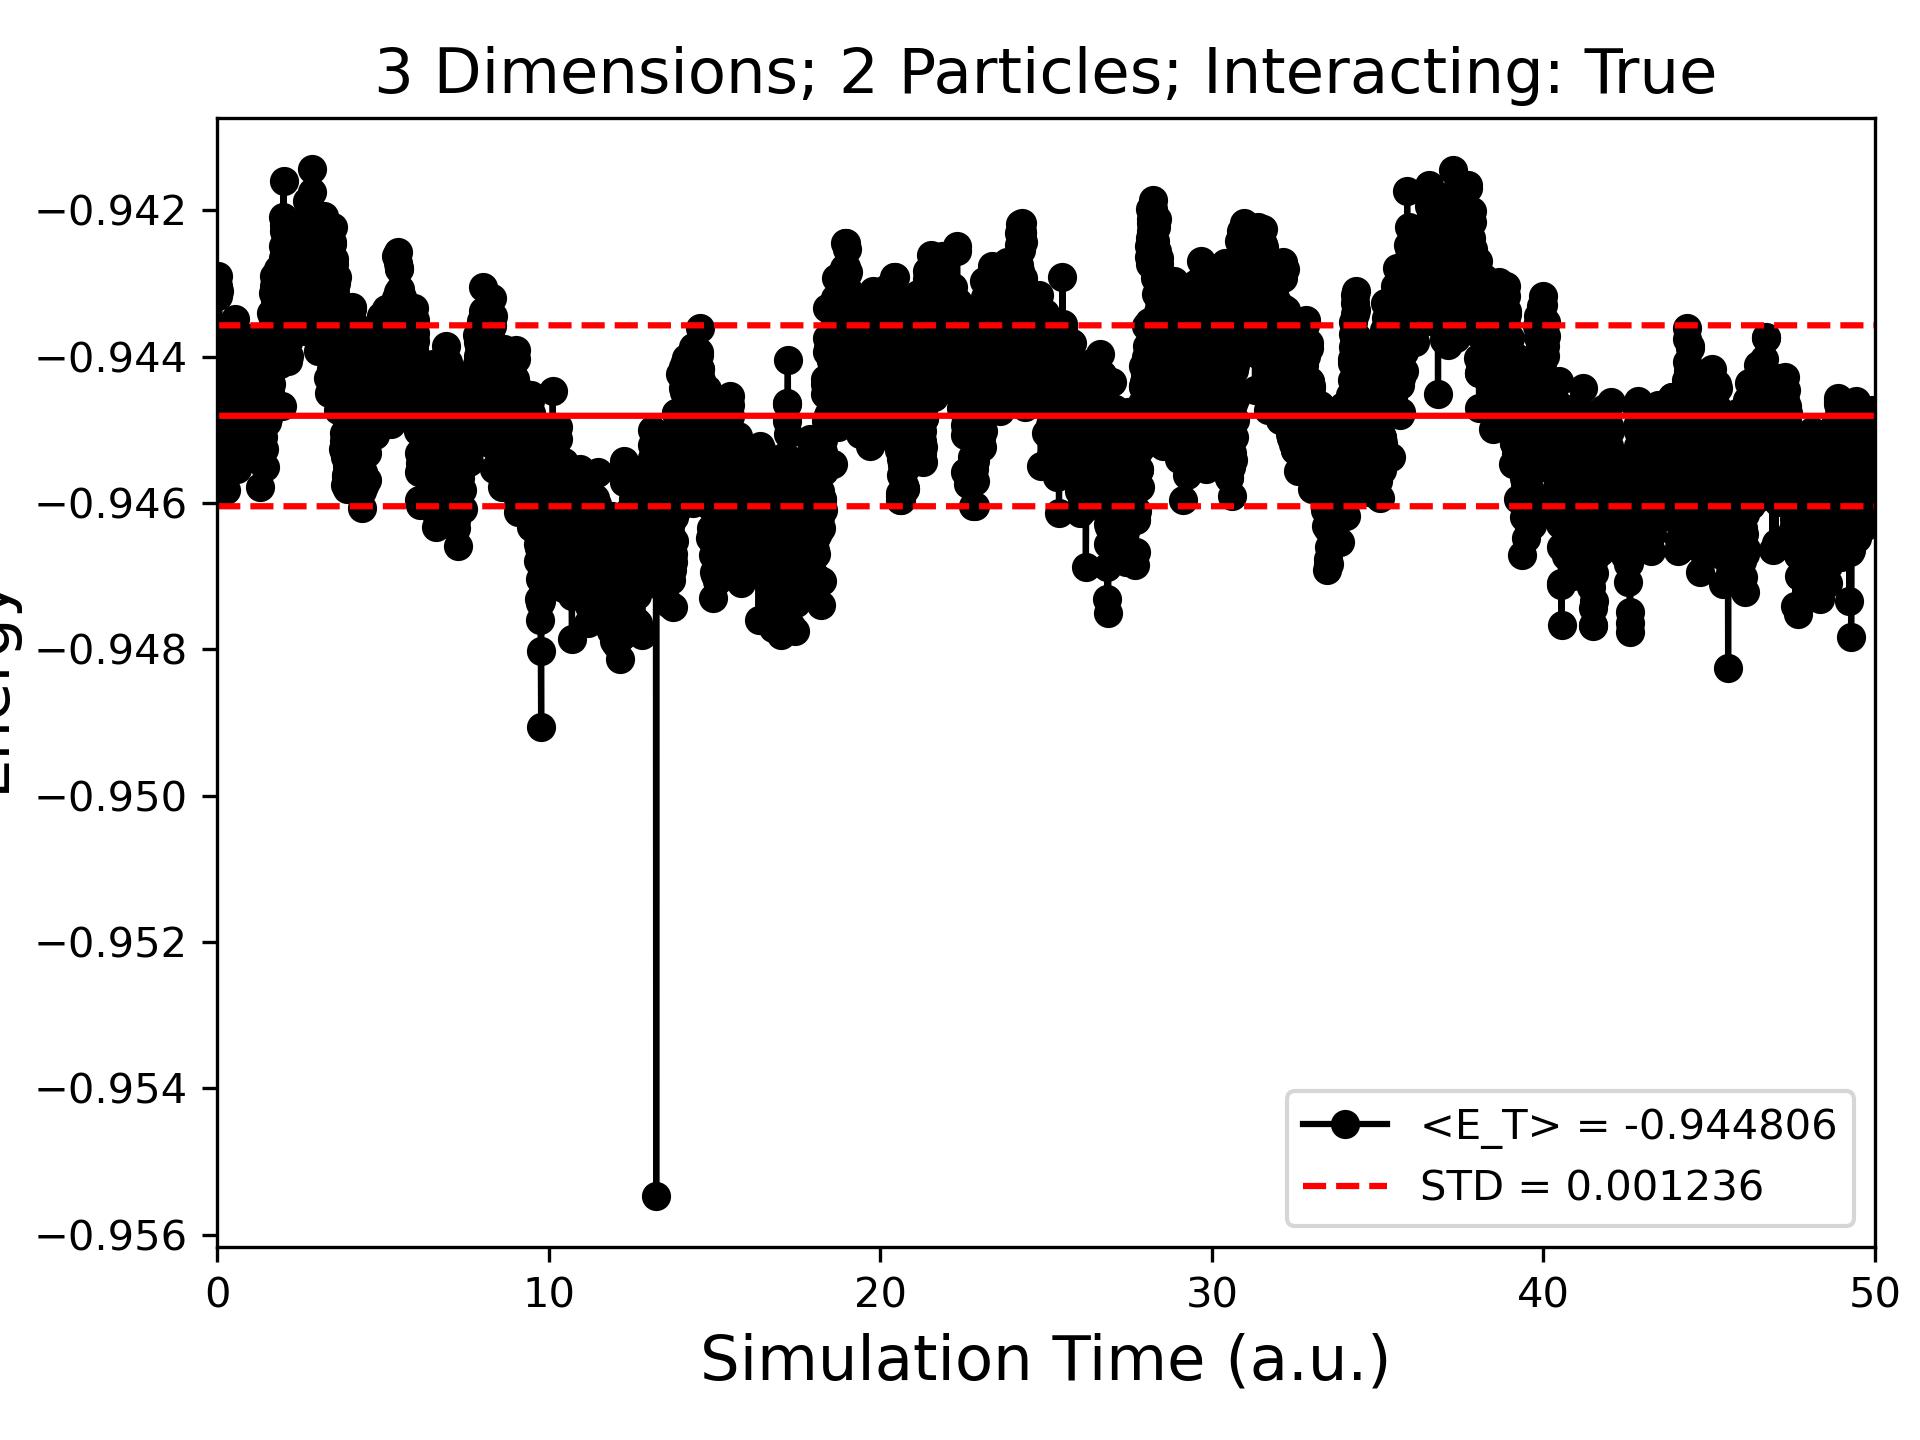 3 Dimensions; 2 Particles; Interacting: True
−0.942
−0.944
−0.946
−0.948
−0.950
−0.952
−0.954
−0.956
Energy
<E_T> = -0.944806
STD = 0.001236
0 10 20 30 40 50
Simulation Time (a.u.)